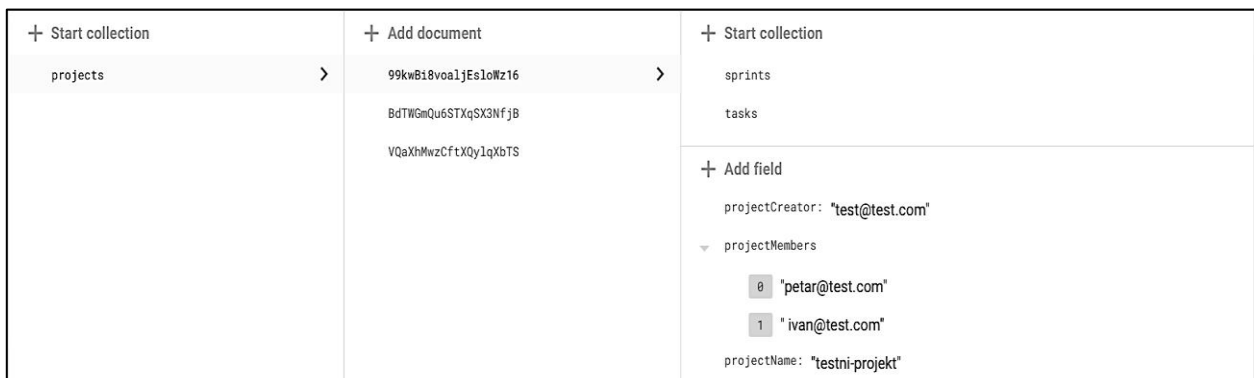 + Start collection
projects
+ Add document
99kwBi8voaljEsloWz16
BdTWGmQu6STXqSX3NfjB
VQaXhMwzCftXQylqXbTS
+ Start collection
sprints
tasks
+ Add field
projectCreator: "test@test.com"
projectMembers
0 "petar@test.com"
1 " ivan@test.com"
projectName: "testni-projekt"